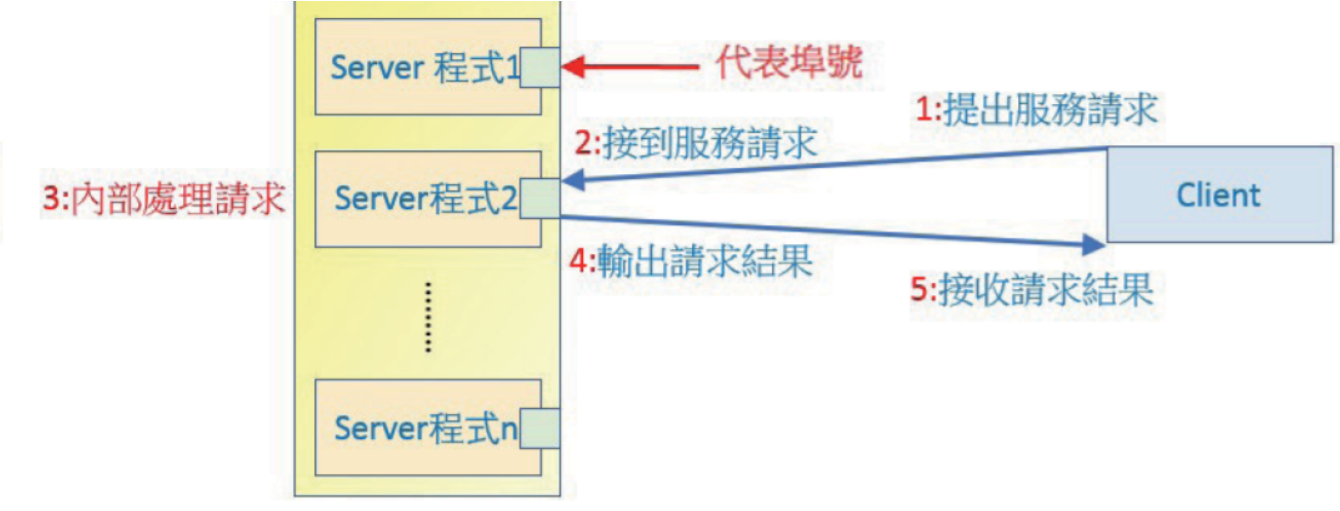 Server 程式1
代表埠號
1:提出服務請求
2:接到服務請求
3:內部處理請求
Server程式2
Client
4:輸出請求結果
5:接收請求結果
Server程式n